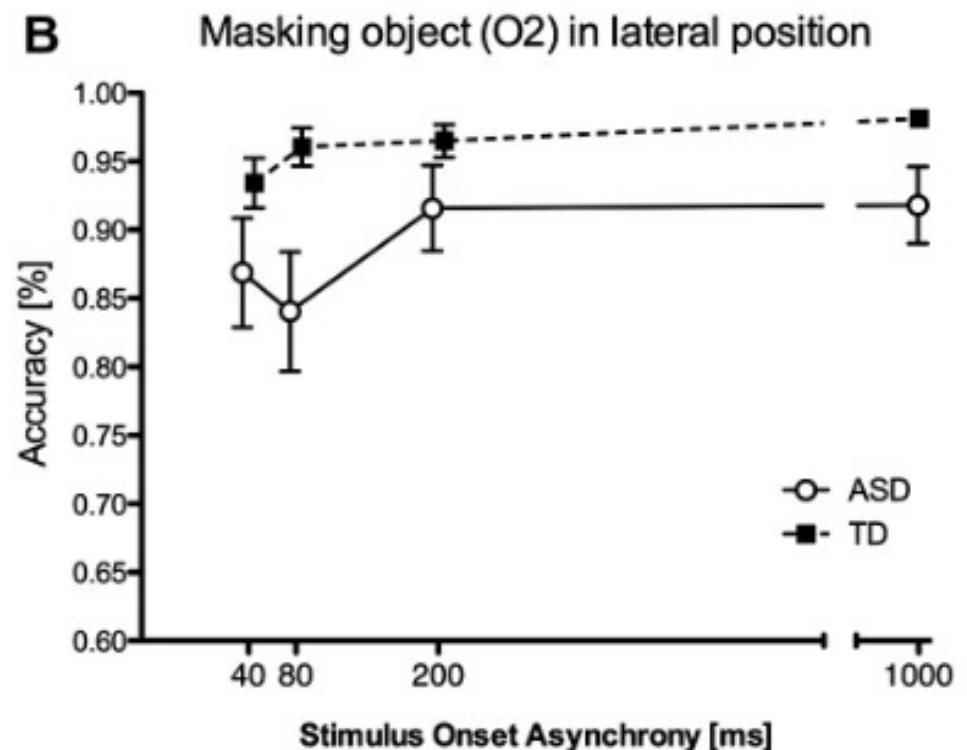 B
Masking object (O2) in lateral position
Accuracy [%]
1.00
0.95
0.90
0.85
0.80
0.75
0.70
0.65
0.60
ASD
TD
40 80 200 1000
Stimulus Onset Asynchrony [ms]